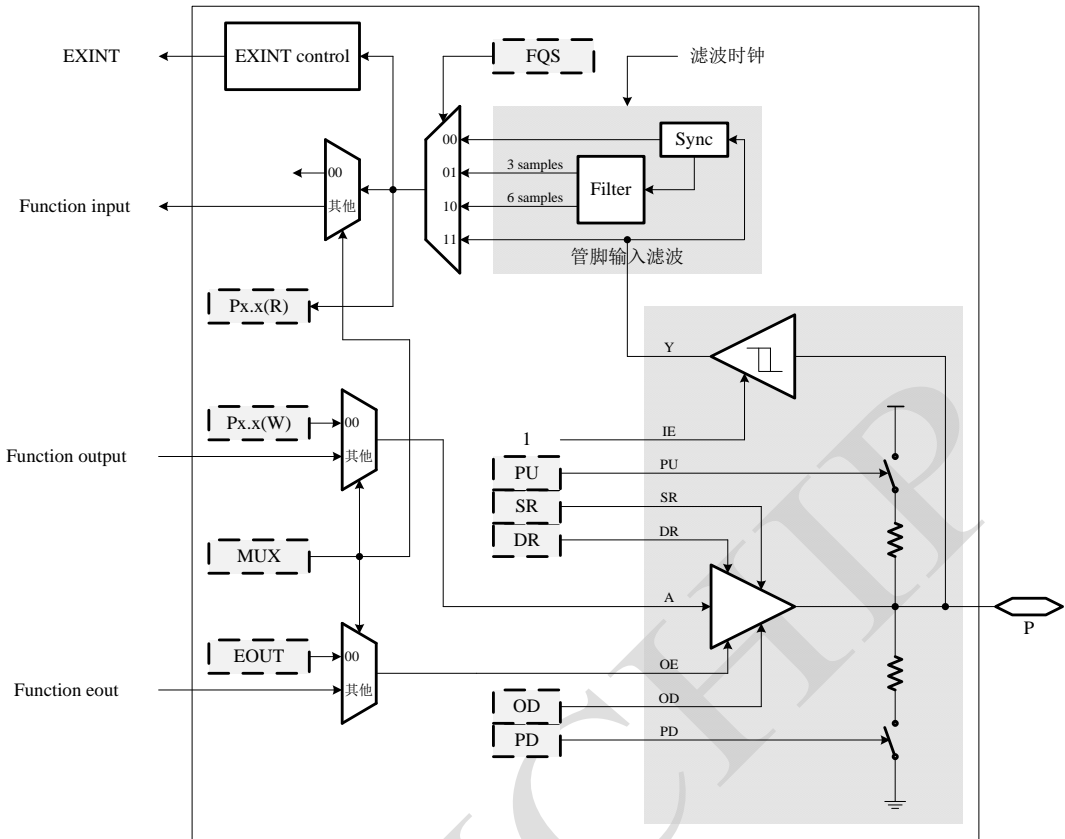 EXINT
EXINT control
FQS
滤波时钟
00
Sync
01
3 samples
Filter
10
6 samples
11
管脚输入滤波
00
其他
Function input
Px.x(R)
Y
Px.x(W)
00
其他
Function output
1
IE
PU
PU
SR
SR
DR
DR
MUX
A
P
EOUT
00
其他
Function eout
OE
OD
OD
PD
PD